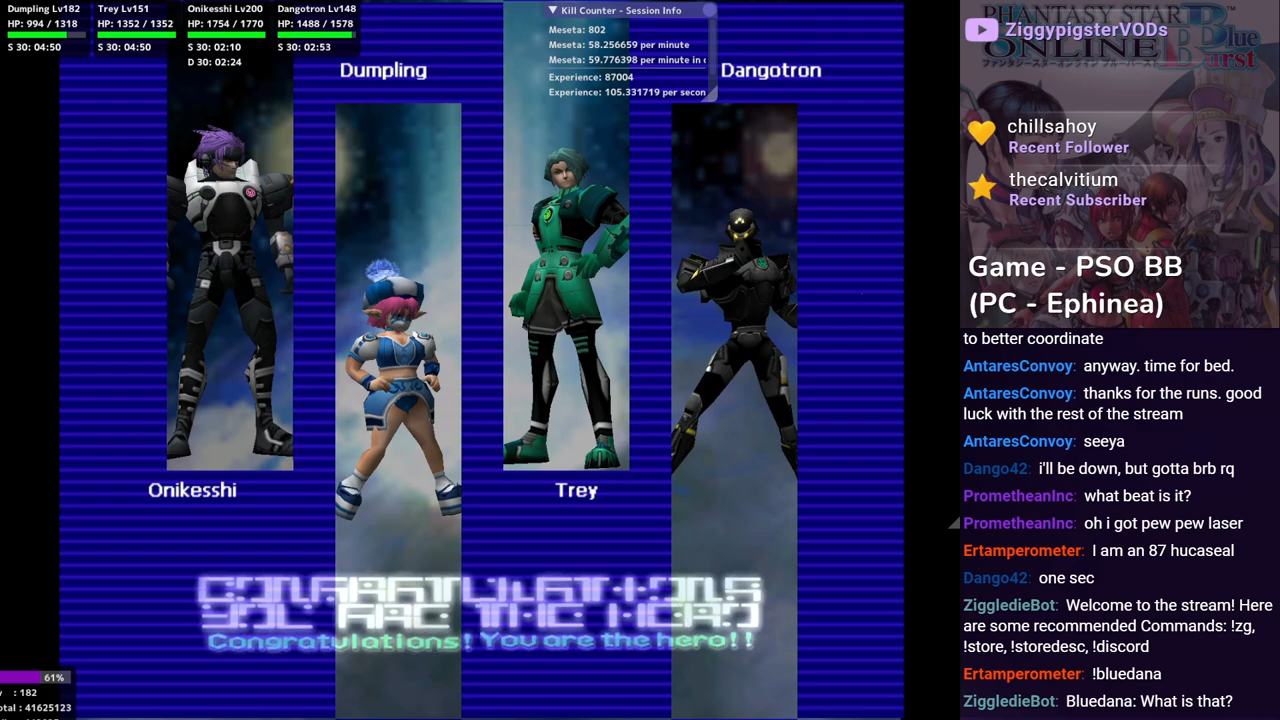 Dumpling Lv182
HP: 994 / 1318
S 30: 04:50
Trey Lv151
HP: 1352 / 1352
S 30: 04:50
Onikesshi Lv200
HP: 1754 / 1770
S 30: 02:10
D 30: 02:24
Dangotron Lv148
HP: 1488 / 1578
S 30: 02:53
Kill Counter - Session Info
Meseta: 802
Meseta: 58.256659 per minute
Meseta: 59.776398 per minute in
Experience: 87004
Experience: 105.331719 per secon
Dumpling
Dangotron
Onikesshi
Trey
CONGRATULATIONS
YOU ARE THE HERO
Congratulations! You are the hero!!
61%
: 182
otal : 41625123
PHANTASY STAR
ONLINE Blue
Burst
ZiggypigsterVODs
chillsahoy
Recent Follower
thecalvitium
Recent Subscriber
Game - PSO BB
(PC - Ephinea)
to better coordinate
AntaresConvoy: anyway. time for bed.
AntaresConvoy: thanks for the runs. good
luck with the rest of the stream
AntaresConvoy: seeya
Dango42: i'll be down, but gotta brb rq
PrometheanInc: what beat is it?
PrometheanInc: oh i got pew pew laser
Ertamperometer: I am an 87 hucaseal
Dango42: one sec
ZiggledieBot: Welcome to the stream! Here
are some recommended Commands: !zg,
!store, !storedesc, !discord
Ertamperometer: !bluedana
ZiggledieBot: Bluedana: What is that?